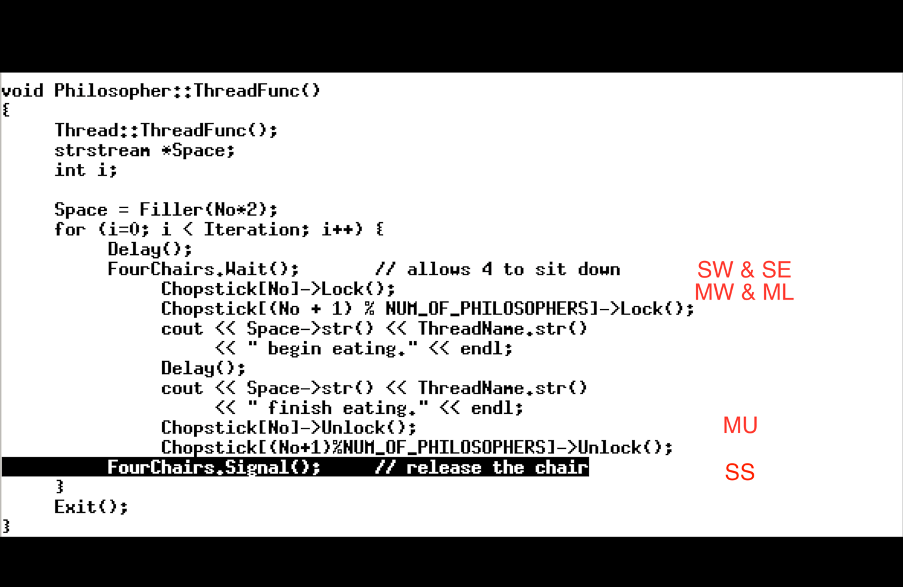 void Philosopher::ThreadFunc()
{
     Thread::ThreadFunc();
     strstream *Space;
     int i;

     Space = Filler(No*2);
     for (i=0; i < Iteration; i++) {
          Delay();
          FourChairs.Wait();       // allows 4 to sit down     SW & SE
               Chopstick[No]->Lock();     MW & ML
               Chopstick[(No + 1) % NUM_OF_PHILOSOPHERS]->Lock();
               cout << Space->str() << ThreadName.str()
                    << " begin eating." << endl;
               Delay();
               cout << Space->str() << ThreadName.str()
                    << " finish eating." << endl;
               Chopstick[No]->Unlock();     MU
               Chopstick[(No+1)%NUM_OF_PHILOSOPHERS]->Unlock();
          FourChairs.Signal();     // release the chair     SS
     }
     Exit();
}